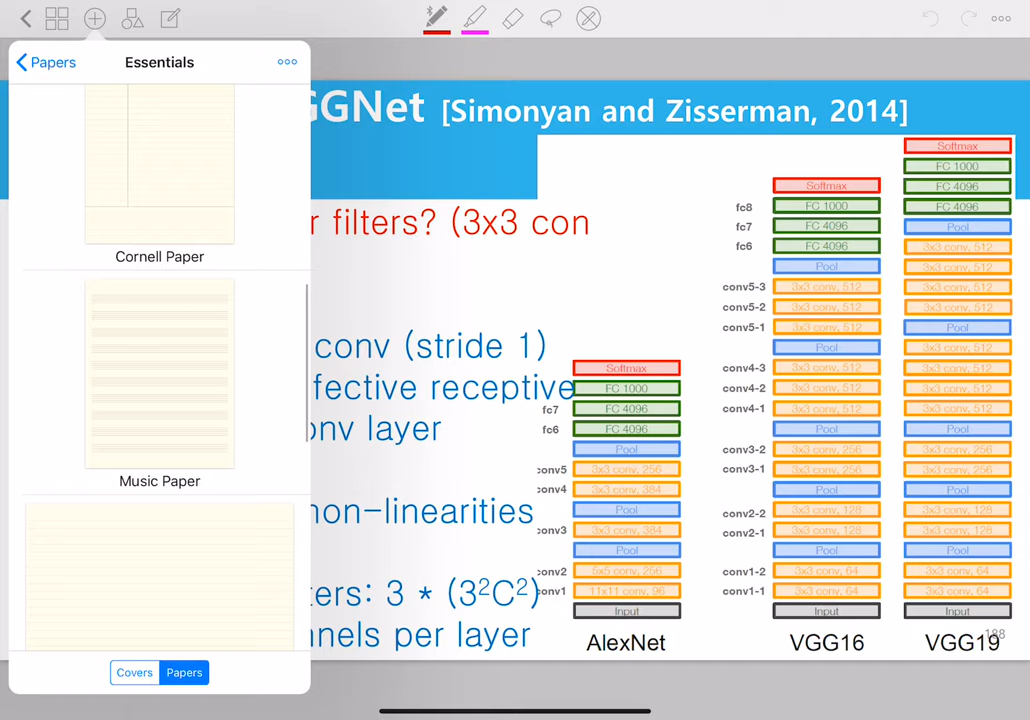 Papers
Essentials
Cornell Paper
Music Paper
Covers
Papers
GGNet [Simonyan and Zisserman, 2014]
r filters? (3x3 con
conv (stride 1)
fective receptive
onv layer
non-linearities
ters: 3 * (3²C²)
nnels per layer
Softmax
FC 1000
fc7
FC 4096
fc6
FC 4096
Pool
conv5
3x3 conv, 256
conv4
3x3 conv, 384
Pool
conv3
3x3 conv, 384
Pool
conv2
5x5 conv, 256
conv1
11x11 conv, 96
Input
AlexNet
Softmax
fc8
FC 1000
fc7
FC 4096
fc6
FC 4096
Pool
conv5-3
3x3 conv, 512
conv5-2
3x3 conv, 512
conv5-1
3x3 conv, 512
Pool
conv4-3
3x3 conv, 512
conv4-2
3x3 conv, 512
conv4-1
3x3 conv, 512
Pool
conv3-2
3x3 conv, 256
conv3-1
3x3 conv, 256
Pool
conv2-2
3x3 conv, 128
conv2-1
3x3 conv, 128
Pool
conv1-2
3x3 conv, 64
conv1-1
3x3 conv, 64
Input
VGG16
Softmax
FC 1000
FC 4096
FC 4096
Pool
3x3 conv, 512
3x3 conv, 512
3x3 conv, 512
3x3 conv, 512
Pool
3x3 conv, 512
3x3 conv, 512
3x3 conv, 512
3x3 conv, 512
Pool
3x3 conv, 256
3x3 conv, 256
Pool
3x3 conv, 128
3x3 conv, 128
Pool
3x3 conv, 64
3x3 conv, 64
Input
VGG19
188